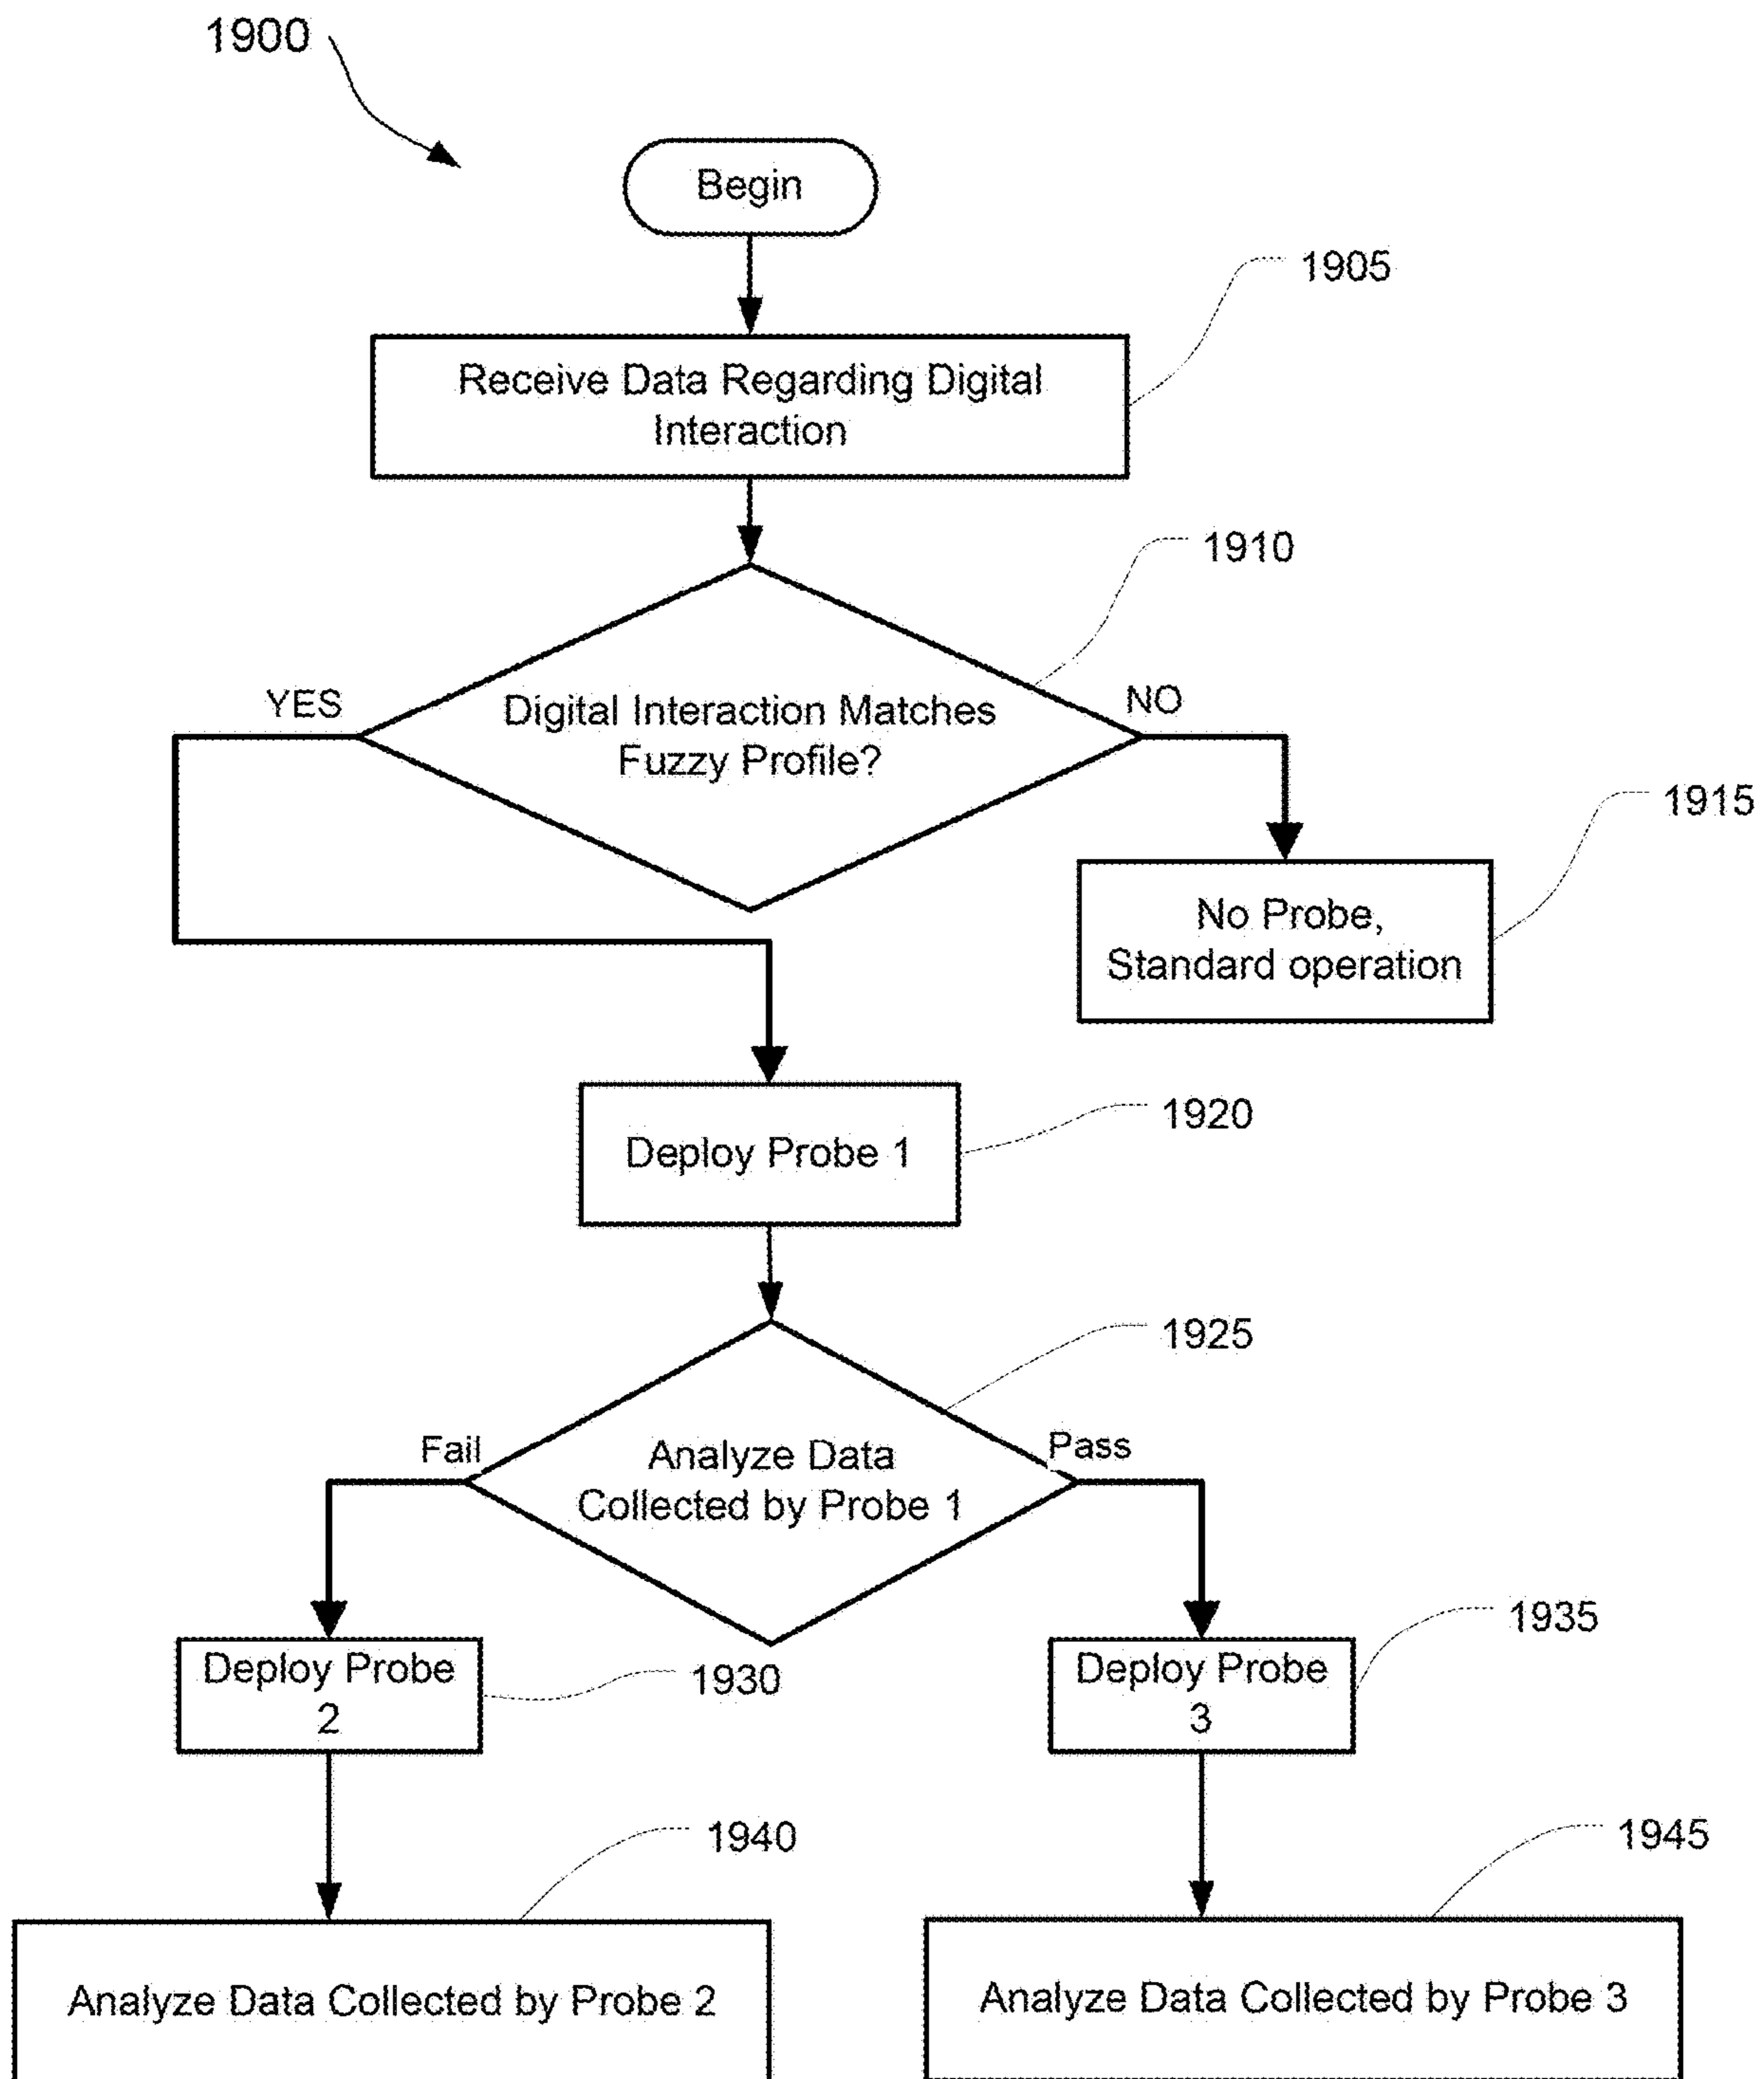 1900
Begin
1905
Receive Data Regarding Digital
Interaction
1910
YES
NO
Digital Interaction Matches
Fuzzy Profile?
1915
No Probe,
Standard operation
1920
Deploy Probe 1
1925
Fail
Pass
Analyze Data
Collected by Probe 1
1935
Deploy Probe
2
1930
Deploy Probe
3
1940
1945
Analyze Data Collected by Probe 2
Analyze Data Collected by Probe 3